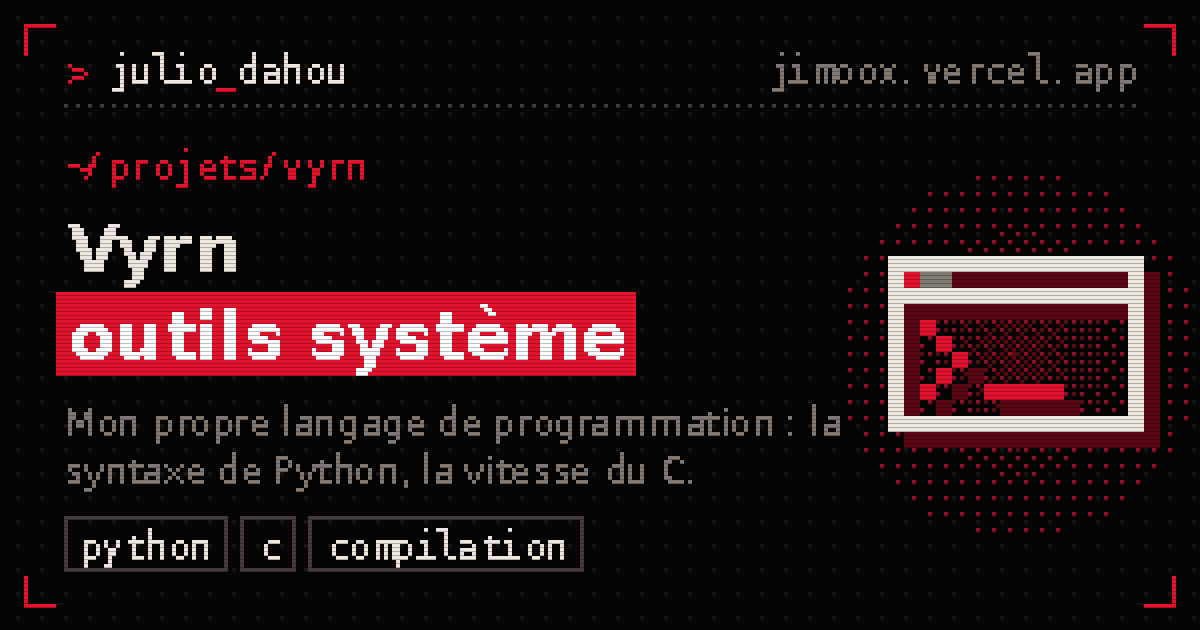 > julio_dahou
jimoox.vercel.app
~/projets/vyrn
Vyrn
outils système
Mon propre langage de programmation : la
syntaxe de Python, la vitesse du C.
python
c
compilation